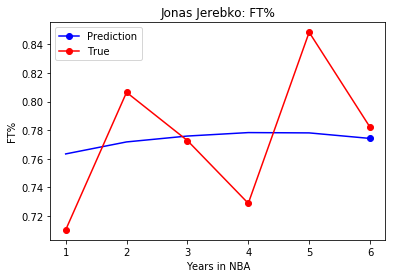 Jonas Jerebko: FT%
Prediction
True
FT%
0.84
0.82
0.80
0.78
0.76
0.74
0.72
1 2 3 4 5 6
Years in NBA